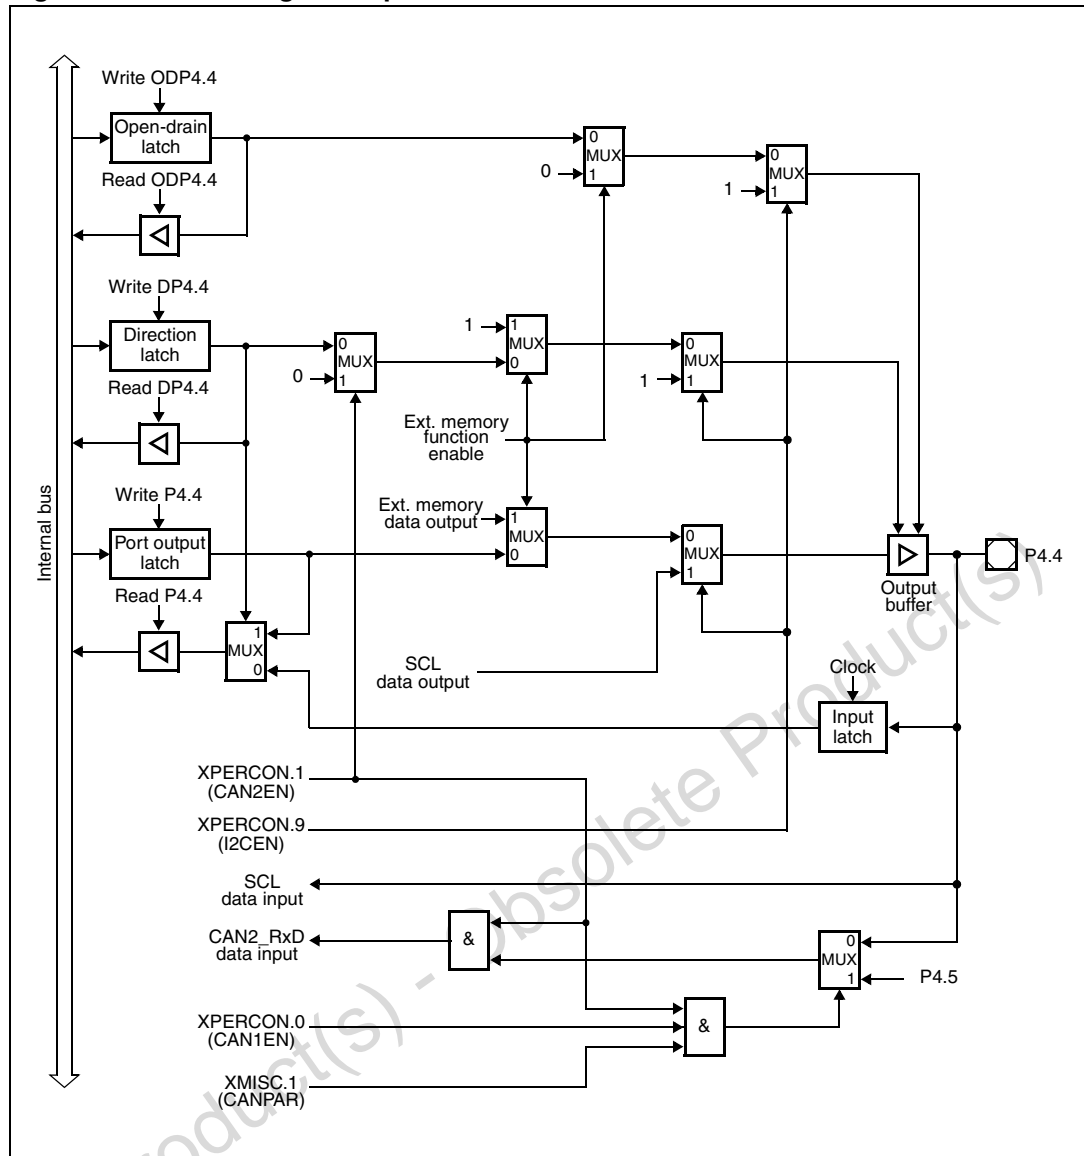 Write ODP4.4
Open-drain
latch
Read ODP4.4
0
MUX
1
0
0
MUX
1
1
Write DP4.4
Direction
latch
Read DP4.4
0
MUX
1
0
1
MUX
0
1
0
MUX
1
1
Ext. memory
function
enable
Internal bus
Write P4.4
Port output
latch
Read P4.4
Ext. memory
data output
1
MUX
0
0
MUX
1
Output
buffer
P4.4
1
MUX
0
SCL
data output
Clock
Input
latch
XPERCON.1
(CAN2EN)
XPERCON.9
(I2CEN)
SCL
data input
CAN2_RxD
data input
&
0
MUX
1
P4.5
XPERCON.0
(CAN1EN)
&
XMISC.1
(CANPAR)
roduct(s) - Obsolete Product(s)